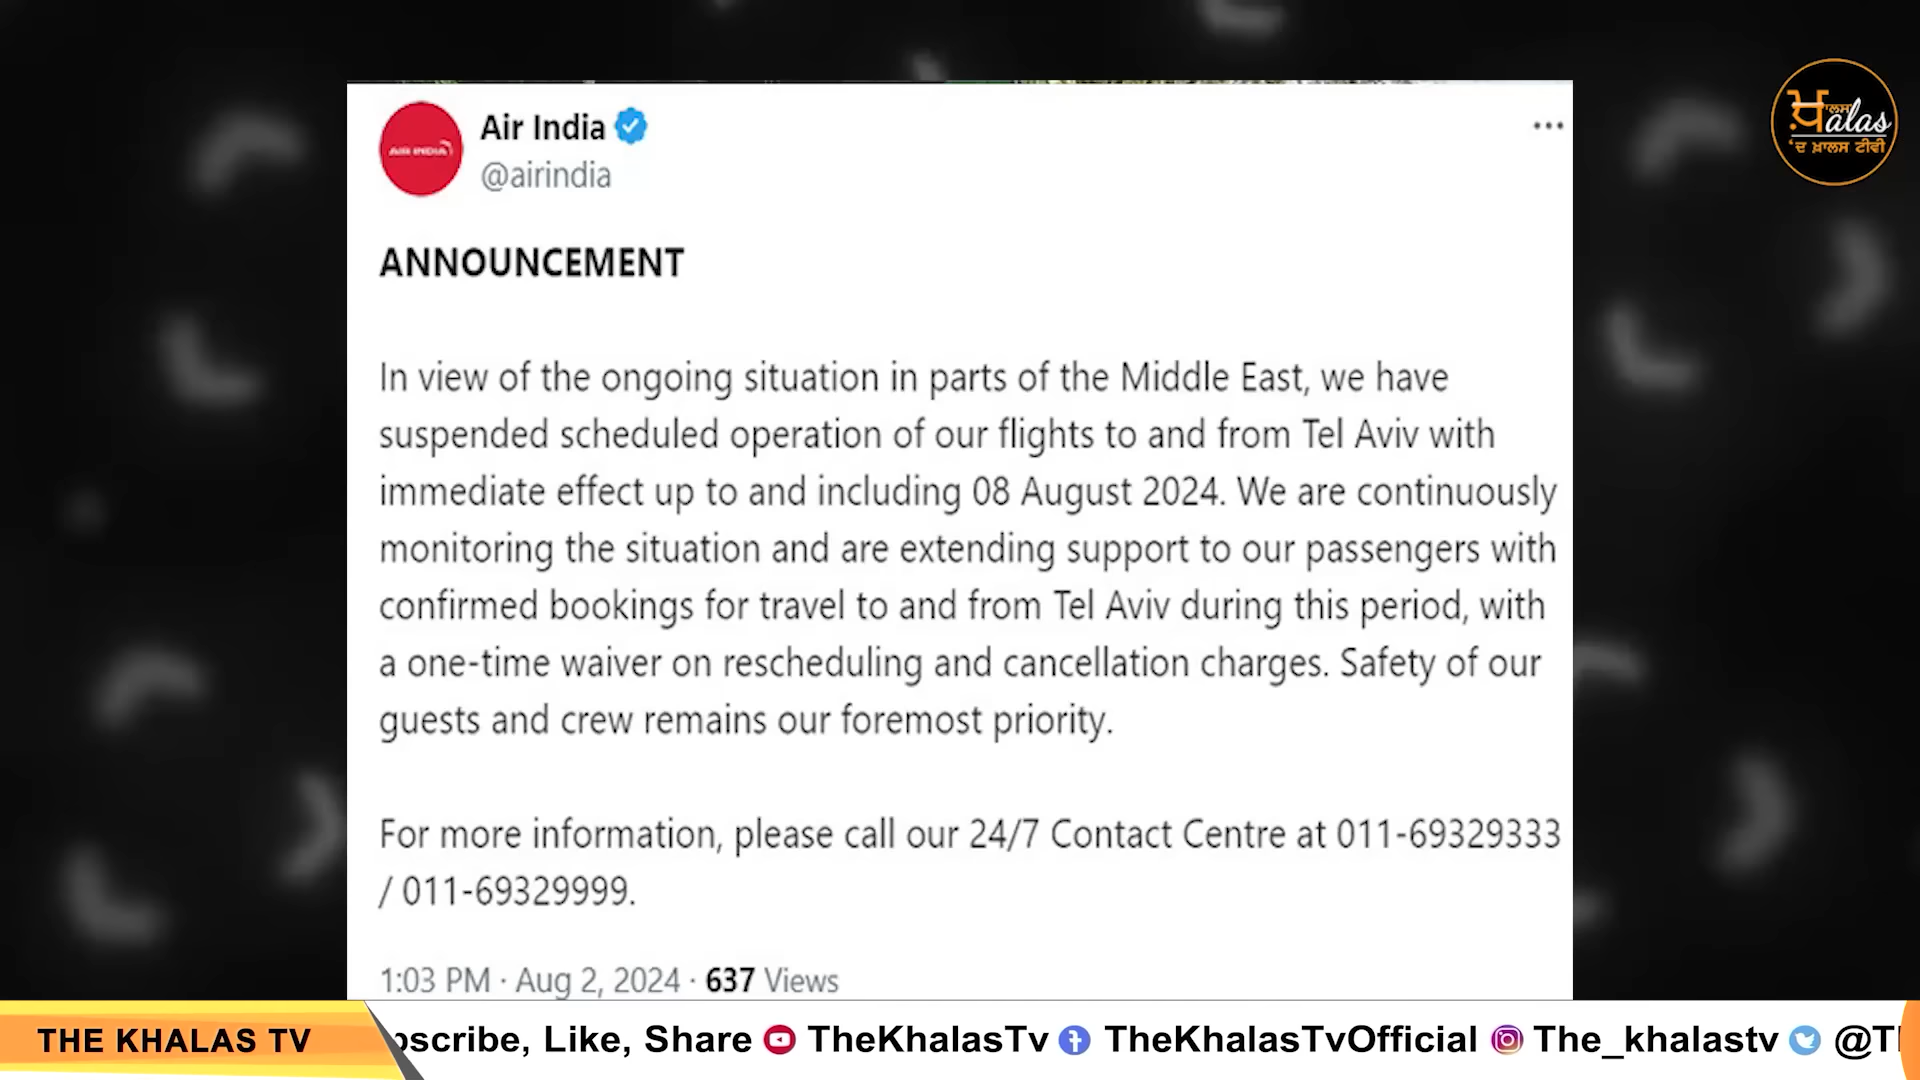 Air India
@airindia
AIR INDIA
ANNOUNCEMENT
In view of the ongoing situation in parts of the Middle East, we have
suspended scheduled operation of our flights to and from Tel Aviv with
immediate effect up to and including 08 August 2024. We are continuously
monitoring the situation and are extending support to our passengers with
confirmed bookings for travel to and from Tel Aviv during this period, with
a one-time waiver on rescheduling and cancellation charges. Safety of our
guests and crew remains our foremost priority.
For more information, please call our 24/7 Contact Centre at 011-69329333
/ 011-69329999.
1:03 PM · Aug 2, 2024 · 637 Views
ਖ਼ਾਲਸ alas
'ਦ ਖ਼ਾਲਸ ਟੀਵੀ
THE KHALAS TV
bscribe, Like, Share TheKhalasTv TheKhalasTvOfficial The_khalastv